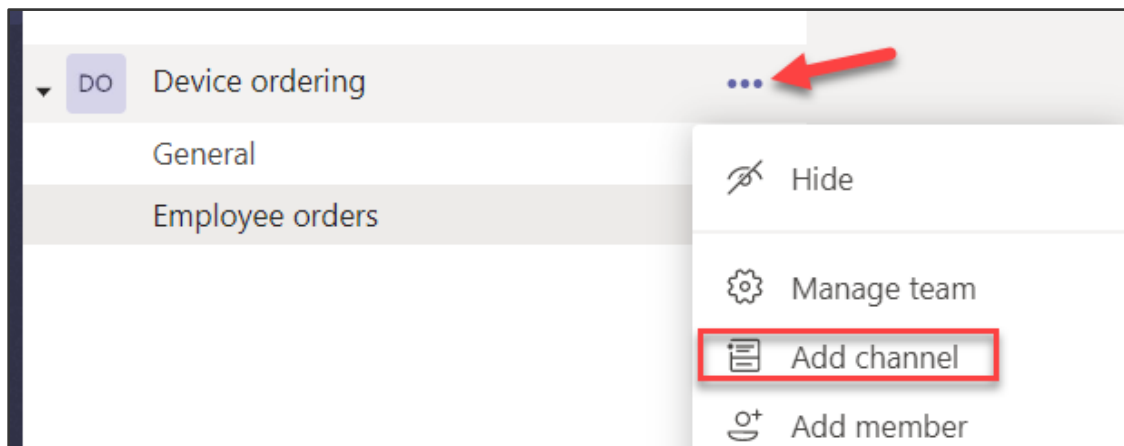 DO Device ordering •••
General
Employee orders
Hide
Manage team
Add channel
Add member